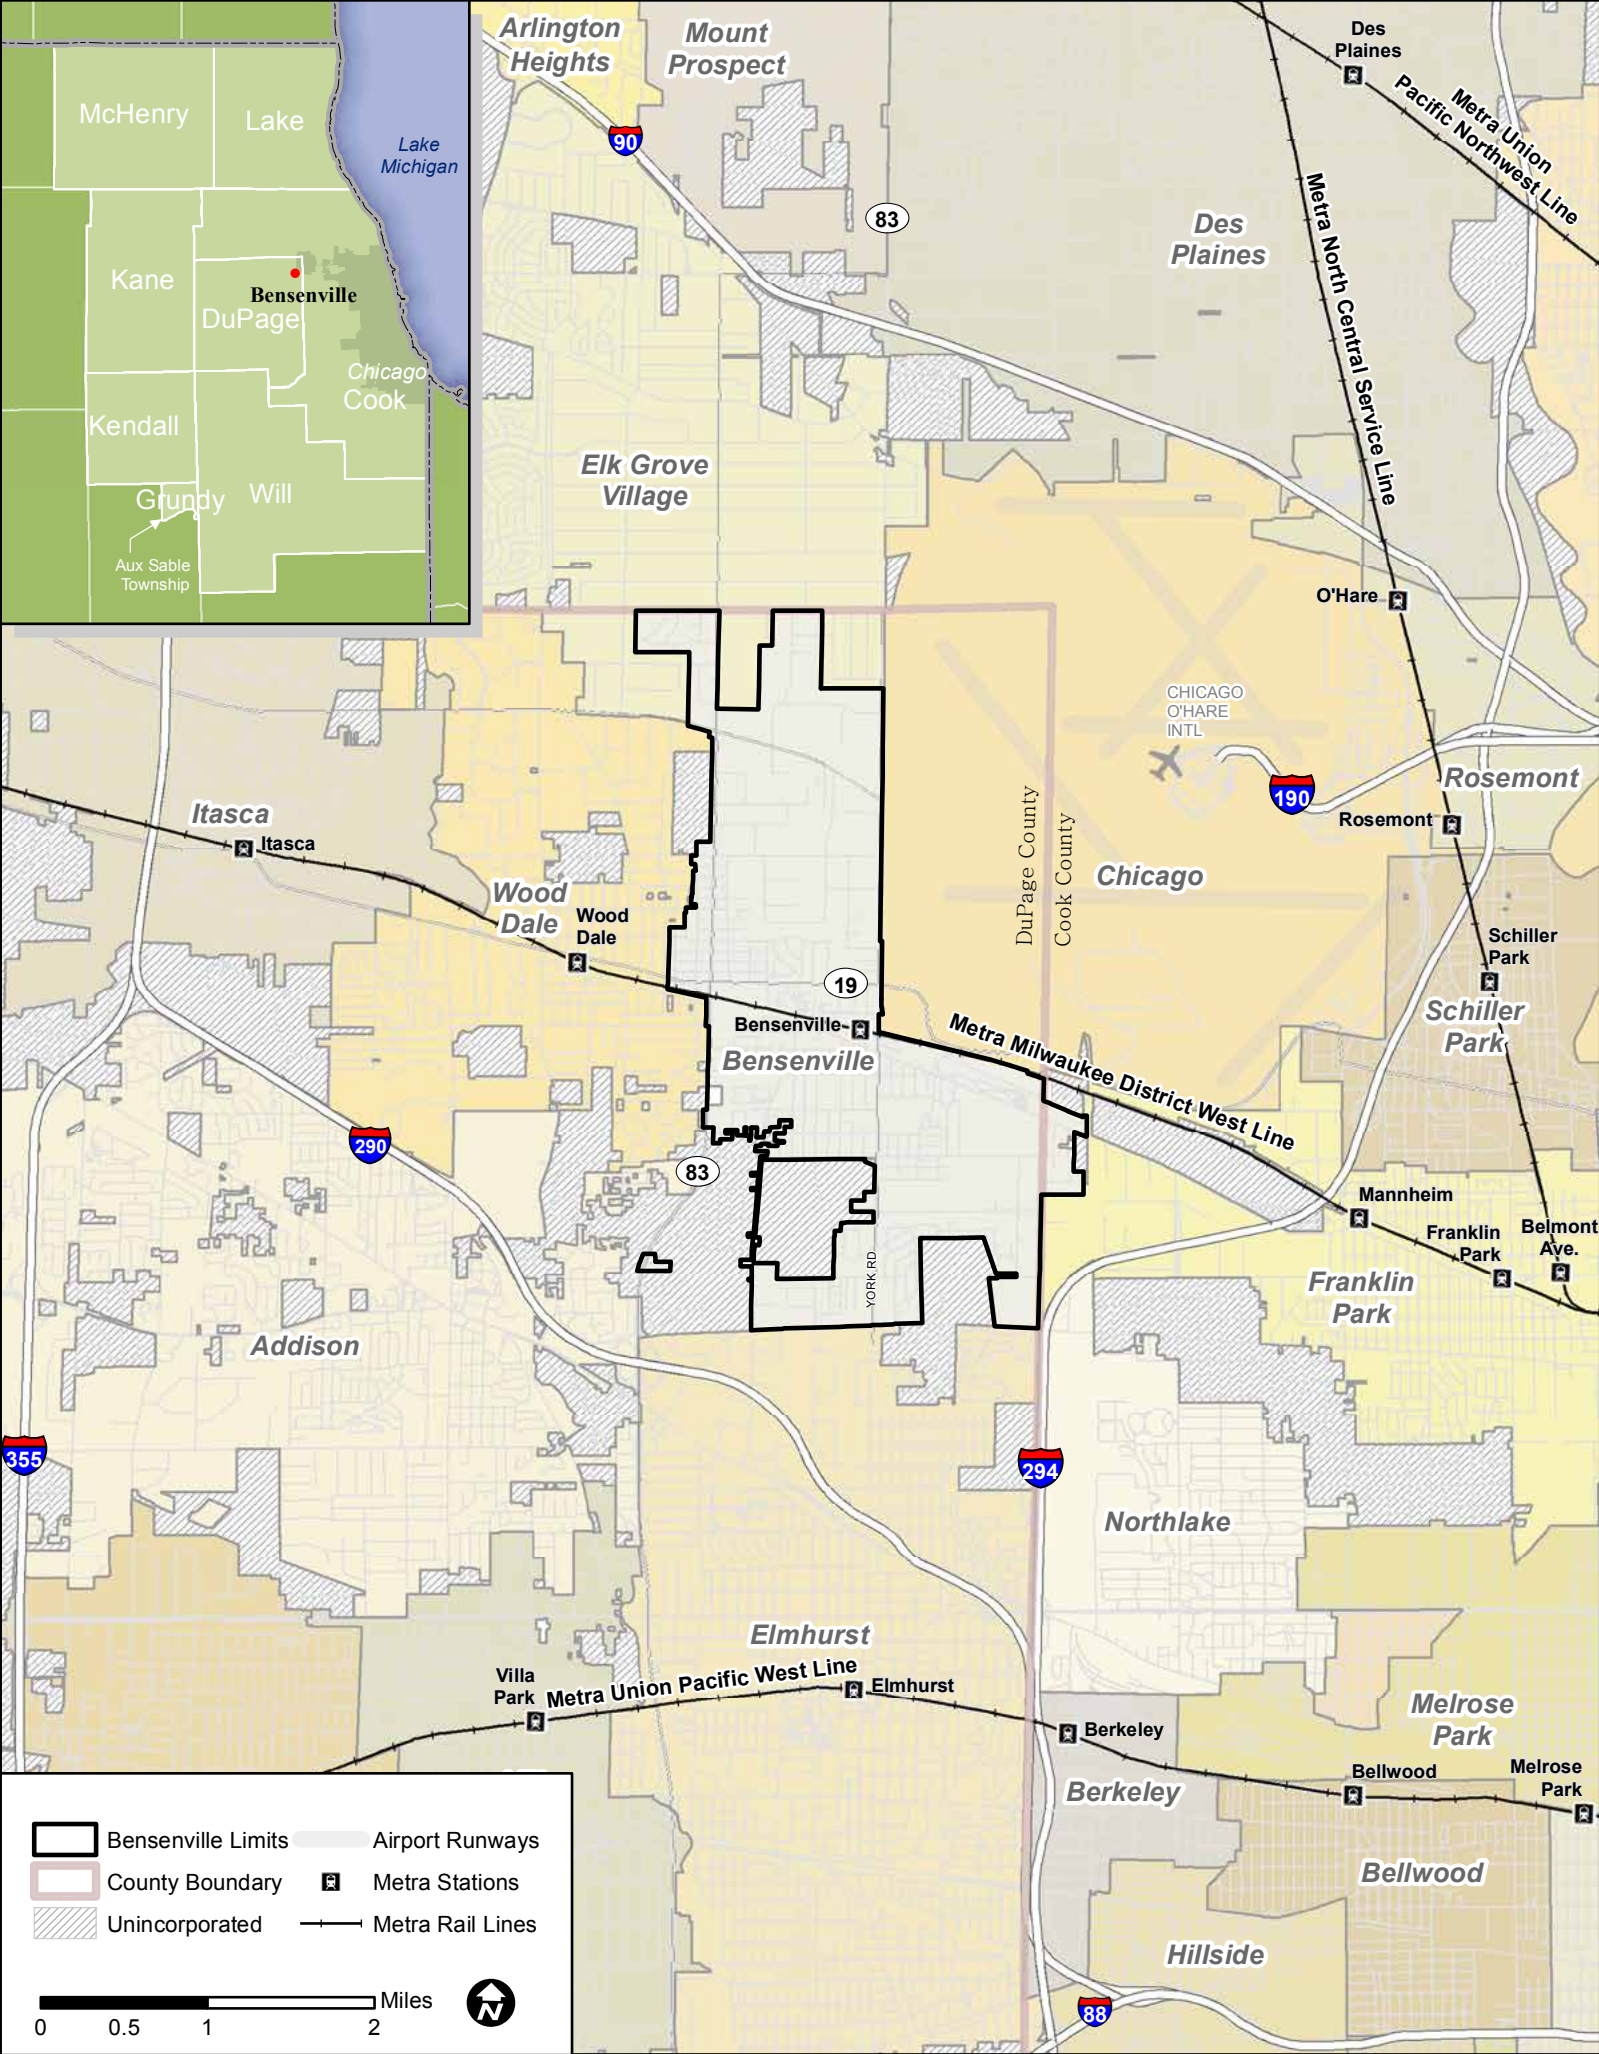 McHenry
Lake
Lake
Michigan
Kane
Bensenville
DuPage
Chicago
Cook
Kendall
Grundy
Will
Aux Sable
Township
Arlington
Heights
Mount
Prospect
Des
Plaines
Metra Union
Pacific Northwest Line
90
83
Des
Plaines
Metra North Central Service Line
Elk Grove
Village
O'Hare
CHICAGO
O'HARE
INTL
190
Rosemont
Rosemont
DuPage County
Cook County
Chicago
Itasca
Itasca
Wood
Dale
Wood
Dale
Schiller
Park
Schiller
Park
19
Bensenville
Bensenville
Metra Milwaukee District West Line
290
83
Mannheim
Franklin
Park
Belmont
Ave.
YORK RD
Franklin
Park
Addison
355
294
Northlake
Elmhurst
Villa
Park
Metra Union Pacific West Line
Elmhurst
Berkeley
Melrose
Park
Bellwood
Melrose
Park
Berkeley
Bellwood
Hillside
88
Bensenville Limits
Airport Runways
County Boundary
Metra Stations
Unincorporated
Metra Rail Lines
Miles
0
0.5
1
2
N